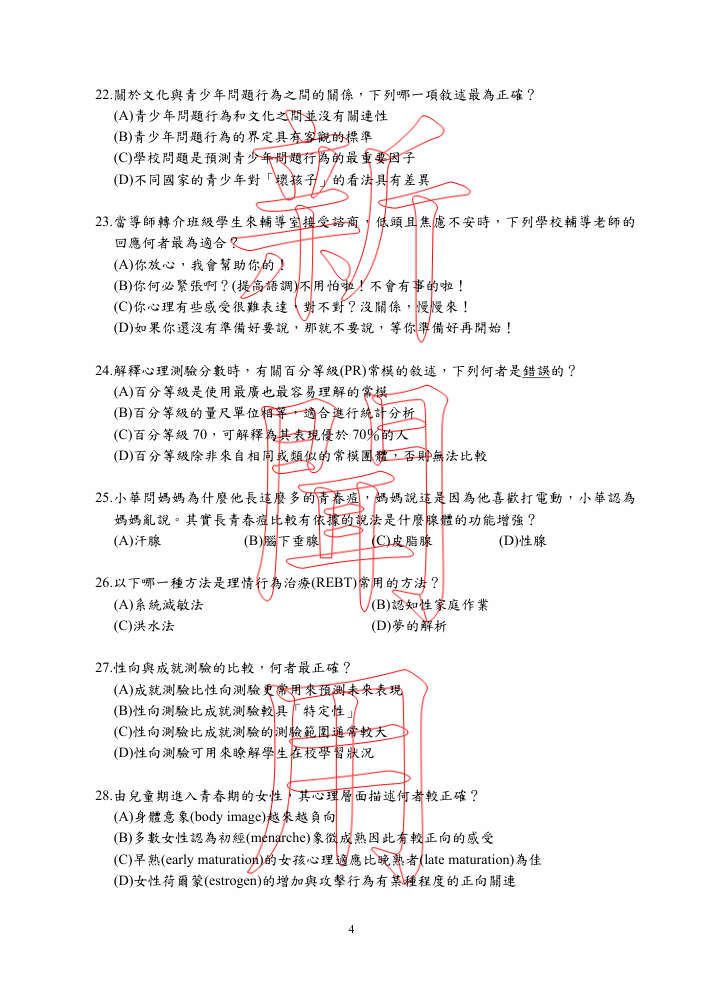 22.關於文化與青少年問題行為之間的關係，下列哪一項敘述最為正確？
(A)青少年問題行為和文化之間並沒有關連性
(B)青少年問題行為的界定具有客觀的標準
(C)學校問題是預測青少年問題行為的最重要因子
(D)不同國家的青少年對「壞孩子」的看法具有差異
23.當導師轉介班級學生來輔導室接受諮商，低頭且焦慮不安時，下列學校輔導老師的
回應何者最為適合？
(A)你放心，我會幫助你的！
(B)你何必緊張啊？(提高語調)不用怕啦！不會有事的啦！
(C)你心理有些感受很難表達，對不對？沒關係，慢慢來！
(D)如果你還沒有準備好要說，那就不要說，等你準備好再開始！
24.解釋心理測驗分數時，有關百分等級(PR)常模的敘述，下列何者是錯誤的？
(A)百分等級是使用最廣也最容易理解的常模
(B)百分等級的量尺單位相等，適合進行統計分析
(C)百分等級 70，可解釋為其表現優於 70%的人
(D)百分等級除非來自相同或類似的常模團體，否則無法比較
25.小華問媽媽為什麼他長這麼多的青春痘，媽媽說這是因為他喜歡打電動，小華認為
媽媽亂說。其實長青春痘比較有依據的說法是什麼腺體的功能增強？
(A)汗腺 (B)腦下垂腺 (C)皮脂腺 (D)性腺
26.以下哪一種方法是理情行為治療(REBT)常用的方法？
(A)系統減敏法 (B)認知性家庭作業
(C)洪水法 (D)夢的解析
27.性向與成就測驗的比較，何者最正確？
(A)成就測驗比性向測驗更常用來預測未來表現
(B)性向測驗比成就測驗較具「特定性」
(C)性向測驗比成就測驗的測驗範圍通常較大
(D)性向測驗可用來瞭解學生在校學習狀況
28.由兒童期進入青春期的女性，其心理層面描述何者較正確？
(A)身體意象(body image)越來越負向
(B)多數女性認為初經(menarche)象徵成熟因此有較正向的感受
(C)早熟(early maturation)的女孩心理適應比晚熟者(late maturation)為佳
(D)女性荷爾蒙(estrogen)的增加與攻擊行為有某種程度的正向關連
4